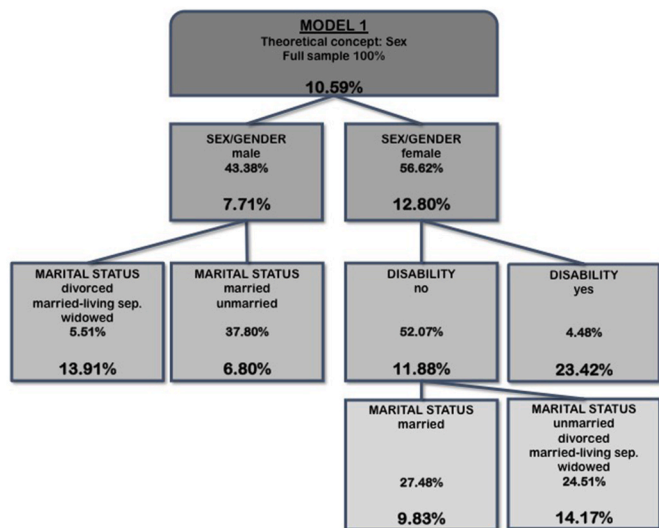 MODEL 1
Theoretical concept: Sex
Full sample 100%
10.59%
SEX/GENDER
male
43.38%
7.71%
SEX/GENDER
female
56.62%
12.80%
MARITAL STATUS
divorced
married-living sep.
widowed
5.51%
13.91%
MARITAL STATUS
married
unmarried
37.80%
6.80%
DISABILITY
no
52.07%
11.88%
DISABILITY
yes
4.48%
23.42%
MARITAL STATUS
married
27.48%
9.83%
MARITAL STATUS
unmarried
divorced
married-living sep.
widowed
24.51%
14.17%